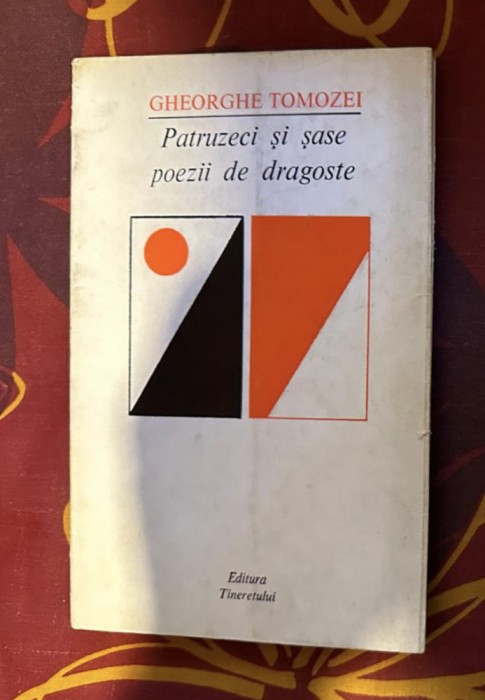 GHEORGHE TOMOZEI
Patruzeci și șase
poezii de dragoste
Editura
Tineretului